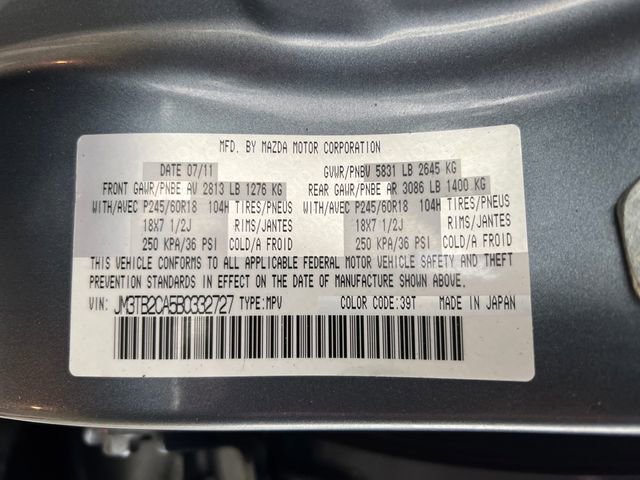 MFD. BY MAZDA MOTOR CORPORATION
DATE 07/11 GVWR/PNBV 5831 LB 2645 KG
FRONT GAWR/PNBE AV 2813 LB 1276 KG REAR GAWR/PNBE AR 3086 LB 1400 KG
WITH/AVEC P245/60R18 104H TIRES/PNEUS WITH/AVEC P245/60R18 104H TIRES/PNEUS
18X7 1/2J RIMS/JANTES 18X7 1/2J RIMS/JANTES
250 KPA/36 PSI COLD/A FROID 250 KPA/36 PSI COLD/A FROID
THIS VEHICLE CONFORMS TO ALL APPLICABLE FEDERAL MOTOR VEHICLE SAFETY AND THEFT
PREVENTION STANDARDS IN EFFECT ON THE DATE OF MANUFACTURE SHOWN ABOVE.
VIN: JM3TB2CA5B0332727 TYPE:MPV COLOR CODE:39T MADE IN JAPAN